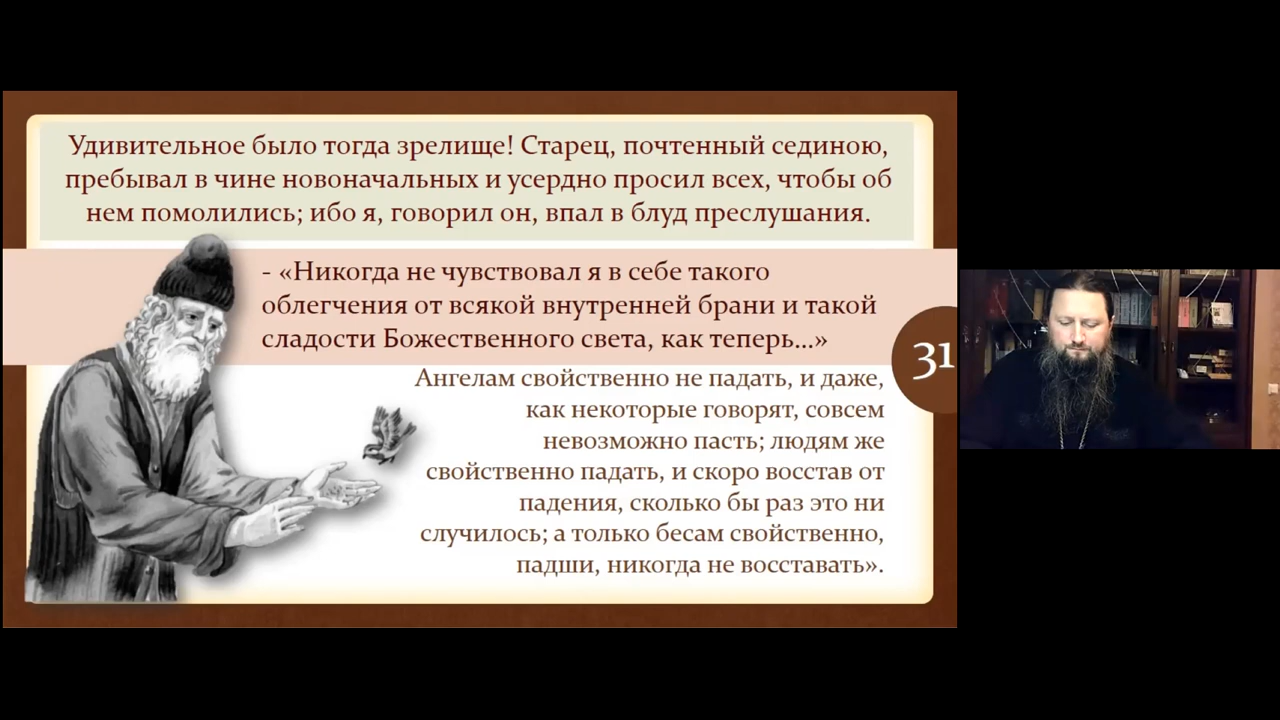 Удивительное было тогда зрелище! Старец, почтенный сединою,
пребывал в чине новоначальных и усердно просил всех, чтобы об
нем помолились; ибо я, говорил он, впал в блуд преслушания.
- «Никогда не чувствовал я в себе такого
облегчения от всякой внутренней брани и такой
сладости Божественного света, как теперь...»
31
Ангелам свойственно не падать, и даже,
как некоторые говорят, совсем
невозможно пасть; людям же
свойственно падать, и скоро восстав от
падения, сколько бы раз это ни
случилось; а только бесам свойственно,
падши, никогда не восставать».